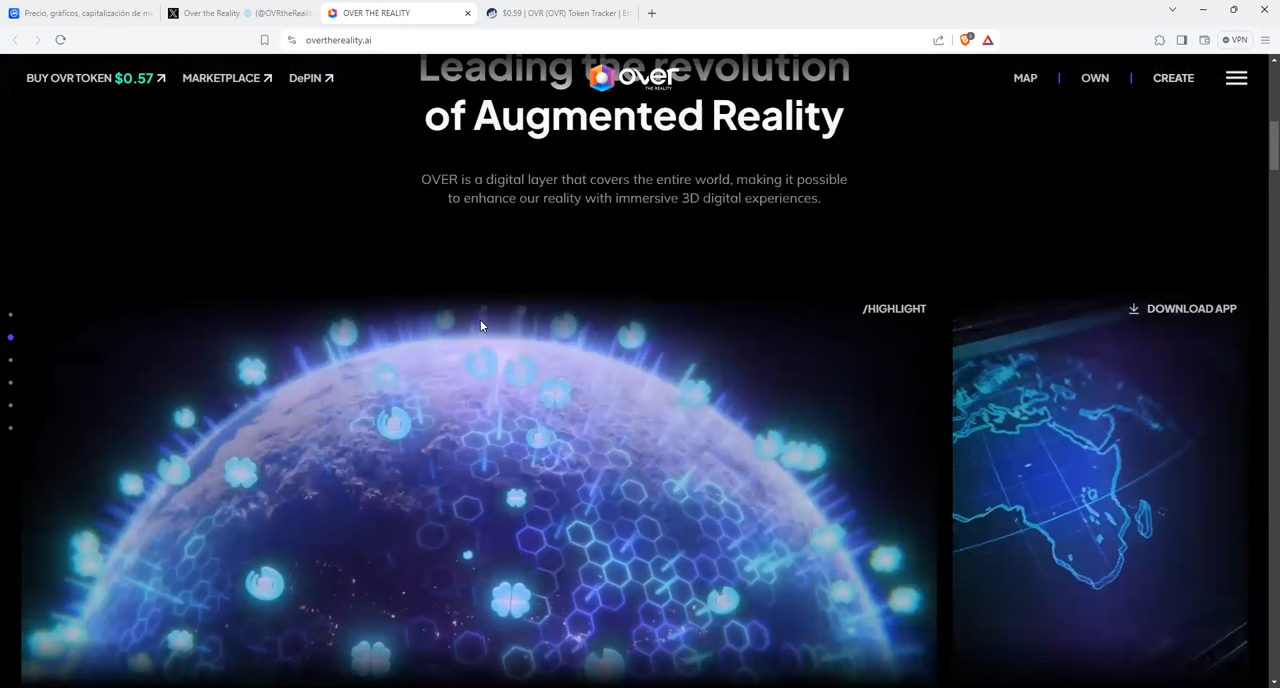 Precio, gráficos, capitalización de me
Over the Reality (@OVRtheReali
OVER THE REALITY
$0.59 | OVR (OVR) Token Tracker | Et
overthereality.ai
VPN
BUY OVR TOKEN $0.57
MARKETPLACE
DePIN
over
THE REALITY
MAP
OWN
CREATE
Leading the revolution
of Augmented Reality
OVER is a digital layer that covers the entire world, making it possible
to enhance our reality with immersive 3D digital experiences.
/HIGHLIGHT
DOWNLOAD APP